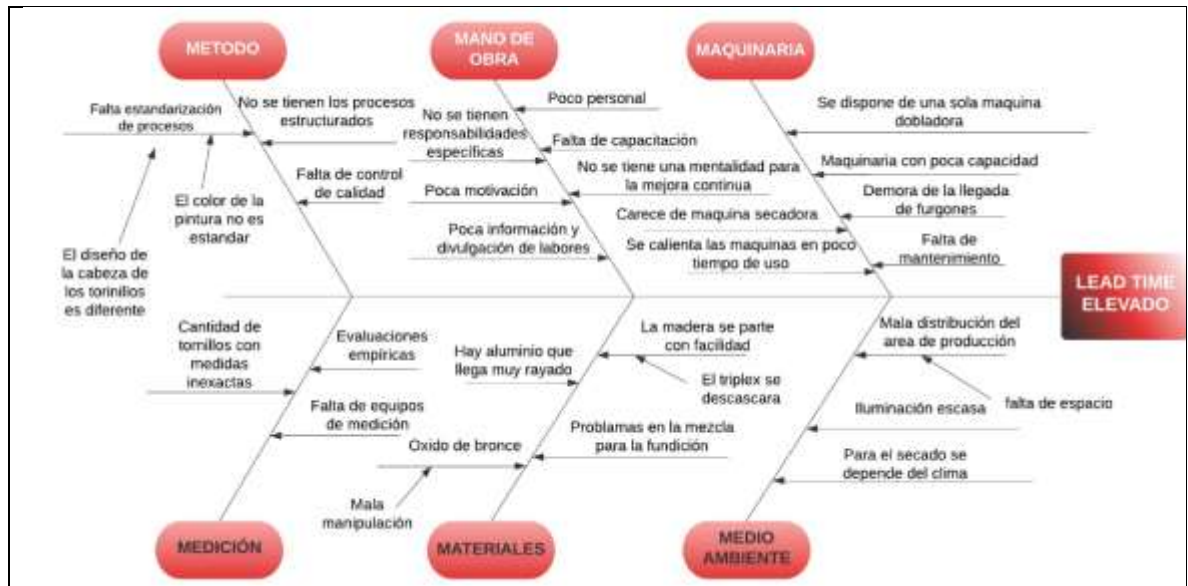 METODO
MANO DE
OBRA
MAQUINARIA
Falta estandarización
de procesos
No se tienen los procesos
estructurados
Falta de control
de calidad
El color de la
pintura no es
estandar
El diseño de
la cabeza de
los torinillos
es diferente
Poco personal
No se tienen
responsabilidades
específicas
Falta de capacitación
No se tiene una mentalidad para
la mejora continua
Poca motivación
Poca información y
divulgación de labores
Se dispone de una sola maquina
dobladora
Maquinaria con poca capacidad
Demora de la llegada
de furgones
Carece de maquina secadora
Se calienta las maquinas en poco
tiempo de uso
Falta de
mantenimiento
LEAD TIME
ELEVADO
Cantidad de
tornillos con
medidas
inexactas
Evaluaciones
empíricas
Falta de equipos
de medición
La madera se parte
con facilidad
Hay aluminio que
llega muy rayado
El triplex se
descascara
Oxido de bronce
Problamas en la mezcla
para la fundición
Mala
manipulación
Mala distribución del
area de producción
falta de espacio
Iluminación escasa
Para el secado se
depende del clima
MEDICIÓN
MATERIALES
MEDIO
AMBIENTE